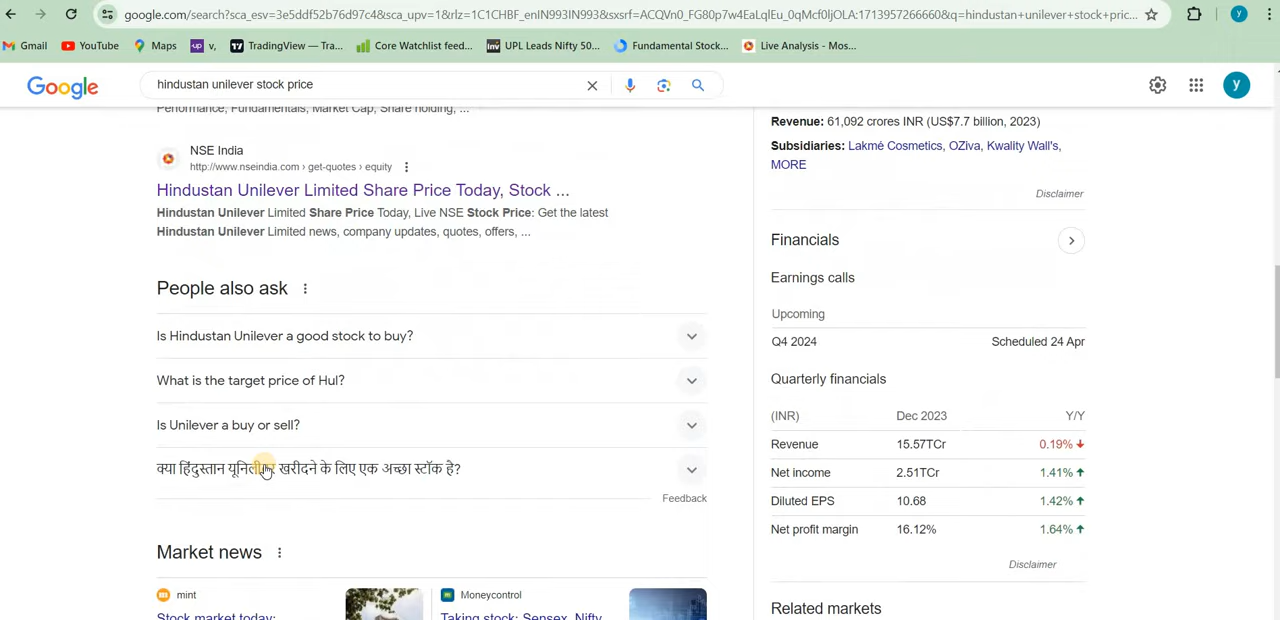 google.com/search?sca_esv=3e5ddf52b76d97c4&sca_upv=1&rlz=1C1CHBF_enIN993IN993&sxsrf=ACQVn0_FG80p7w4EaLqlEu_0qMcf0ljOLA:1713957266660&q=hindustan+unilever+stock+pric...
Gmail YouTube Maps up v, TradingView — Tra... Core Watchlist feed... Inv UPL Leads Nifty 50... Fundamental Stock... Live Analysis - Mos...
Google
hindustan unilever stock price
y
Performance, Fundamentals, Market Cap, Share holding, ...
NSE India
http://www.nseindia.com › get-quotes › equity
Hindustan Unilever Limited Share Price Today, Stock ...
Hindustan Unilever Limited Share Price Today, Live NSE Stock Price: Get the latest
Hindustan Unilever Limited news, company updates, quotes, offers, ...
People also ask
Is Hindustan Unilever a good stock to buy?
What is the target price of Hul?
Is Unilever a buy or sell?
क्या हिंदुस्तान यूनिलीवर खरीदने के लिए एक अच्छा स्टॉक है?
Feedback
Market news
mint
Stock market today:
Moneycontrol
Taking stock: Sensex, Nifty
Revenue: 61,092 crores INR (US$7.7 billion, 2023)
Subsidiaries: Lakmé Cosmetics, OZiva, Kwality Wall's,
MORE
Disclaimer
Financials
Earnings calls
Upcoming
Q4 2024 Scheduled 24 Apr
Quarterly financials
(INR) Dec 2023 Y/Y
Revenue 15.57TCr 0.19%
Net income 2.51TCr 1.41%
Diluted EPS 10.68 1.42%
Net profit margin 16.12% 1.64%
Disclaimer
Related markets